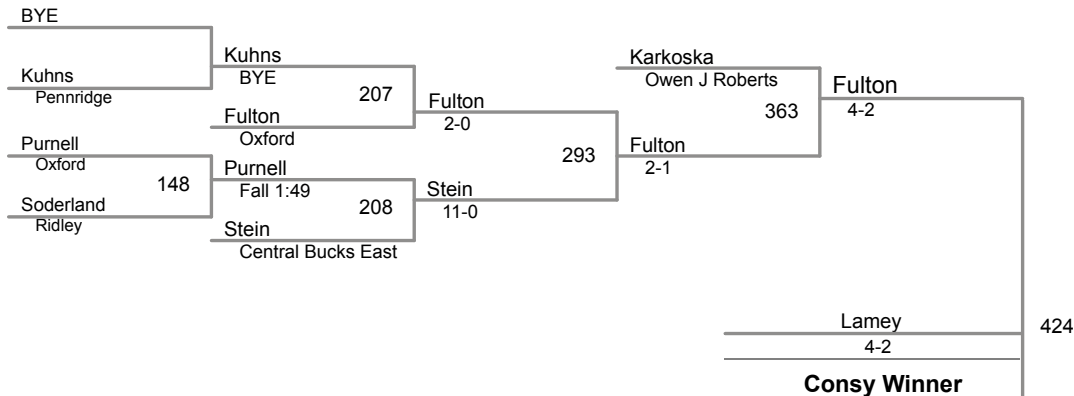 BYE
Kuhns
Pennridge
Purnell
Oxford
148
Soderland
Ridley
Kuhns
BYE
207
Fulton
Oxford
Purnell
Fall 1:49
208
Stein
Central Bucks East
Fulton
2-0
293
Stein
11-0
Karkoska
Owen J Roberts
363
Fulton
2-1
Fulton
4-2
Lamey
4-2
424
Consy Winner